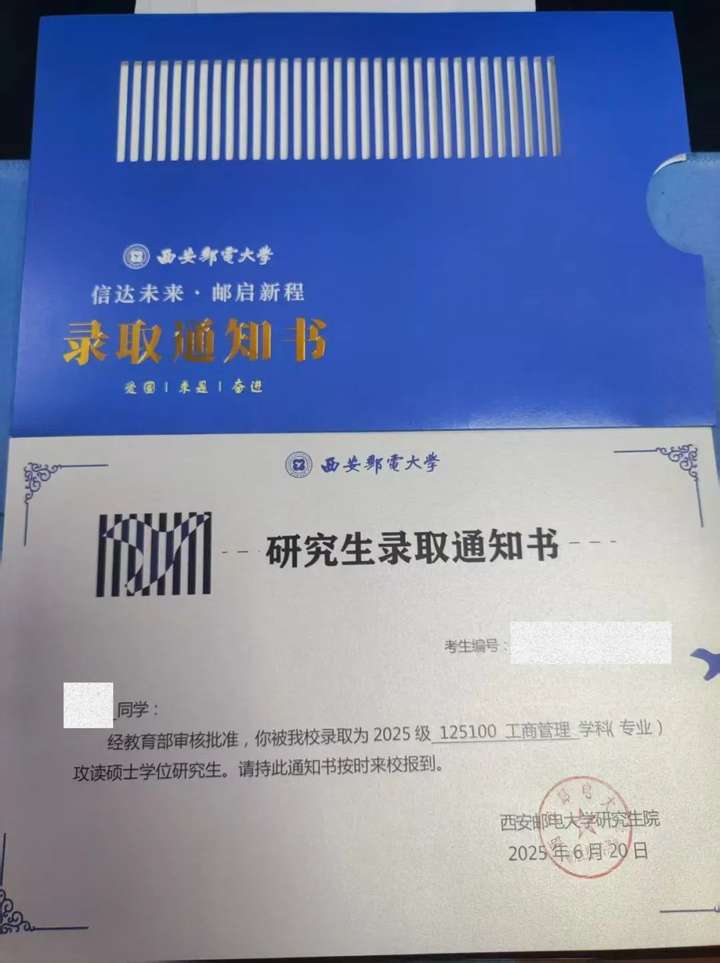 西安郵電大学
信达未来·邮启新程
录取通知书
爱国 | 求是 | 奋进
西安郵電大学
研究生录取通知书
考生编号:
同学:
经教育部审核批准,你被我校录取为 2025 级 125100 工商管理 学科(专业)
攻读硕士学位研究生。请持此通知书按时来校报到。
西安邮电大学研究生院
2025 年 6 月 20 日